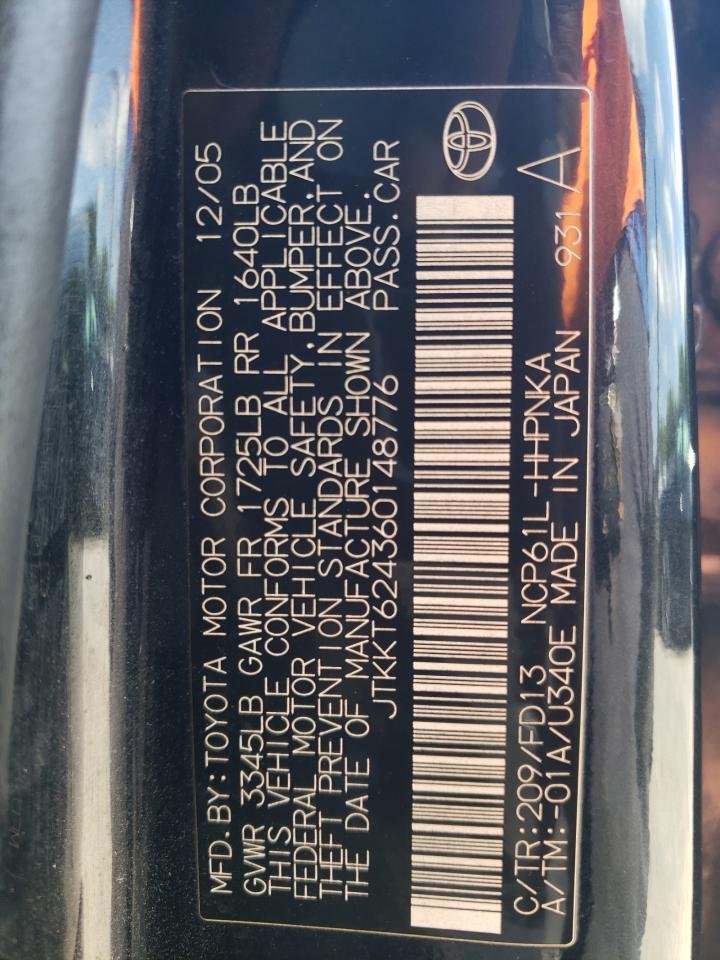 MFD.BY:TOYOTA MOTOR CORPORATION 12/05
GVWR 3345LB GAWR FR 1725LB RR 1640LB
THIS VEHICLE CONFORMS TO ALL APPLICABLE
FEDERAL MOTOR VEHICLE SAFETY,BUMPER,AND
THEFT PREVENTION STANDARDS IN EFFECT ON
THE DATE OF MANUFACTURE SHOWN ABOVE.
JTKKT624360148776 PASS.CAR
C/TR:209/FD13 NCP61L-HHPNKA 931 A
A/TM:-01A/U340E MADE IN JAPAN